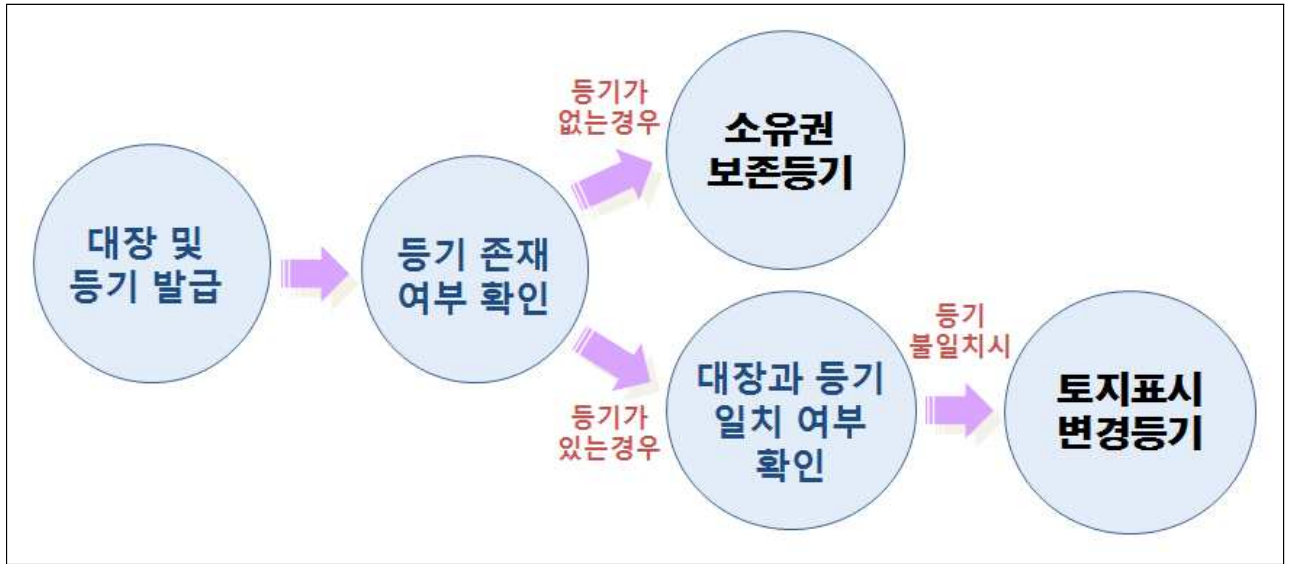 대장 및
등기 발급
등기 존재
여부 확인
등기가
없는경우
소유권
보존등기
등기가
있는경우
대장과 등기
일치 여부
확인
등기
불일치시
토지표시
변경등기